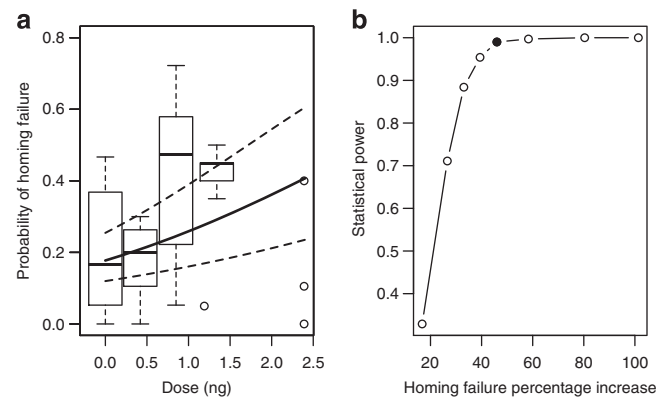 a
Probability of homing failure
0.8
0.6
0.4
0.2
0.0
0.0 0.5 1.0 1.5 2.0 2.5
Dose (ng)
b
Statistical power
1.0
0.9
0.8
0.7
0.6
0.5
0.4
20 40 60 80 100
Homing failure percentage increase